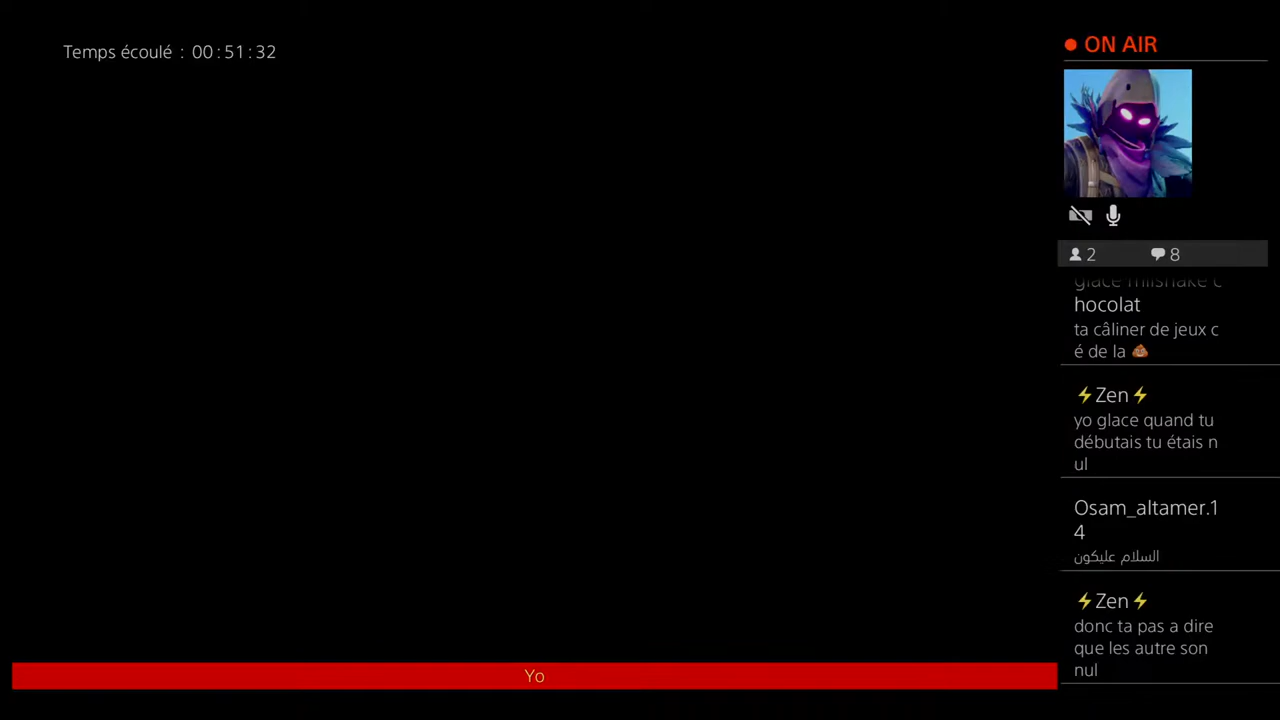 Temps écoulé : 00:51:32
ON AIR
2
8
hocolat
ta câliner de jeux c
é de la 💩
⚡Zen⚡
yo glace quand tu
débutais tu étais n
ul
Osam_altamer.1
4
السلام عليكون
⚡Zen⚡
donc ta pas a dire
que les autre son
nul
Yo